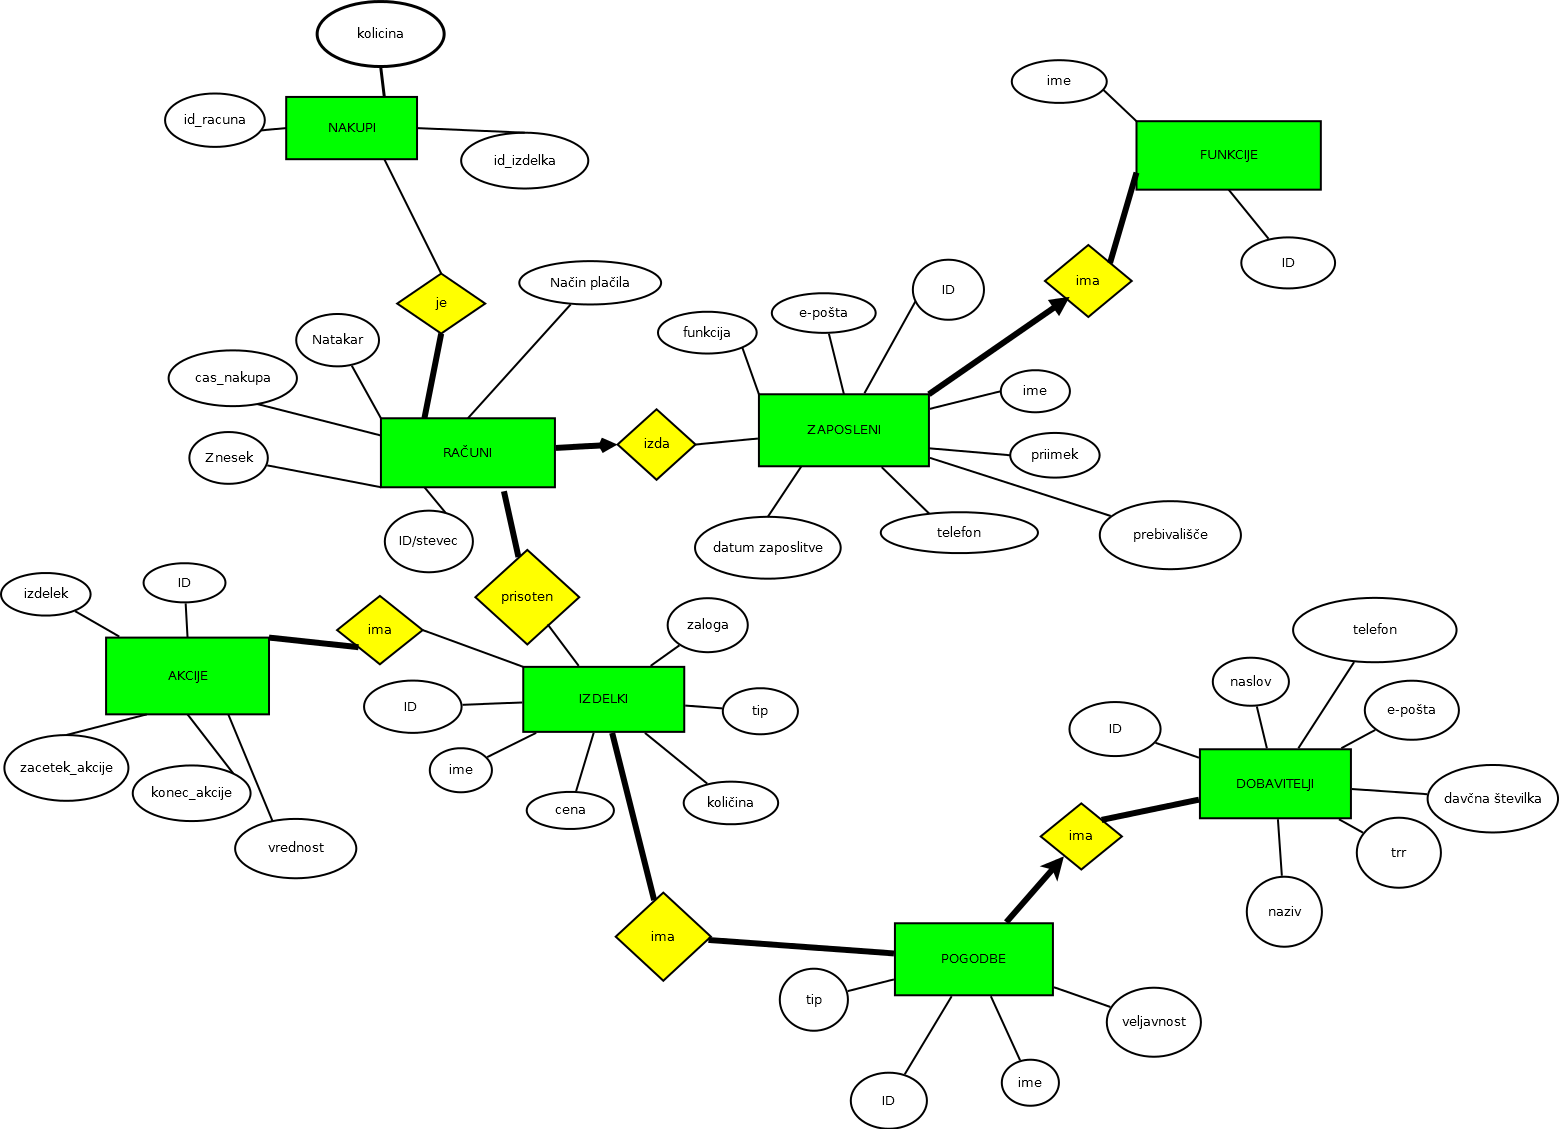 kolicina
id_racuna
NAKUPI
id_izdelka
ime
FUNKCIJE
ID
ima
je
Način plačila
Natakar
cas_nakupa
Znesek
RAČUNI
ID/stevec
izda
funkcija
e-pošta
ID
ime
ZAPOSLENI
priimek
prebivališče
telefon
datum zaposlitve
prisoten
izdelek
ID
ima
AKCIJE
zacetek_akcije
konec_akcije
vrednost
zaloga
ID
IZDELKI
tip
ime
cena
količina
telefon
naslov
e-pošta
ID
DOBAVITELJI
davčna številka
trr
naziv
ima
ima
POGODBE
tip
veljavnost
ime
ID